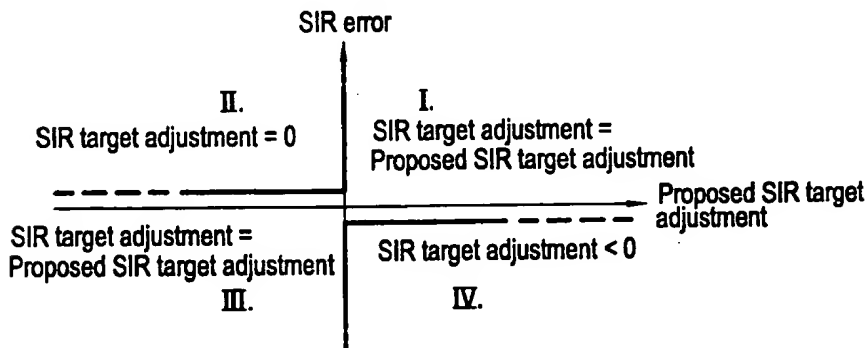 SIR error
II.
SIR target adjustment = 0
I.
SIR target adjustment =
Proposed SIR target adjustment
Proposed SIR target
adjustment
SIR target adjustment =
Proposed SIR target adjustment
III.
SIR target adjustment < 0
IV.